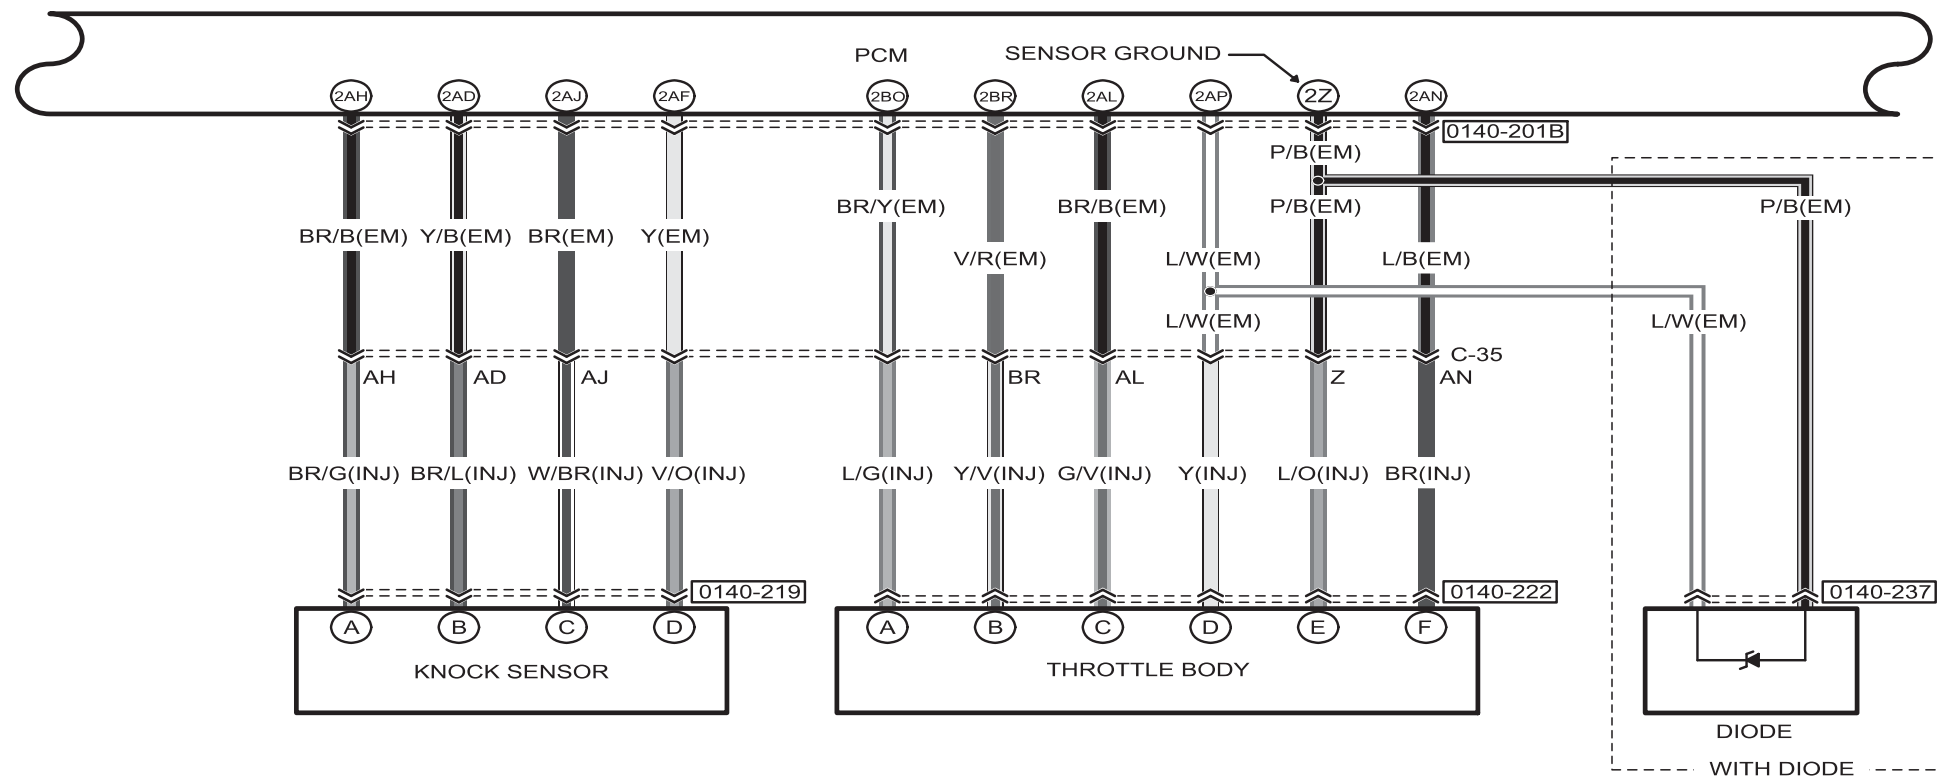 PCM SENSOR GROUND
2AH 2AD 2AJ 2AF 2BO 2BR 2AL 2AP 2Z 2AN
0140-201B
P/B(EM)
BR/Y(EM) BR/B(EM) P/B(EM) P/B(EM)
BR/B(EM) Y/B(EM) BR(EM) Y(EM)
V/R(EM) L/W(EM) L/B(EM)
L/W(EM) L/W(EM)
C-35
AH AD AJ BR AL Z AN
BR/G(INJ) BR/L(INJ) W/BR(INJ) V/O(INJ) L/G(INJ) Y/V(INJ) G/V(INJ) Y(INJ) L/O(INJ) BR(INJ)
0140-219 0140-222 0140-237
A B C D A B C D E F
KNOCK SENSOR THROTTLE BODY
DIODE
WITH DIODE